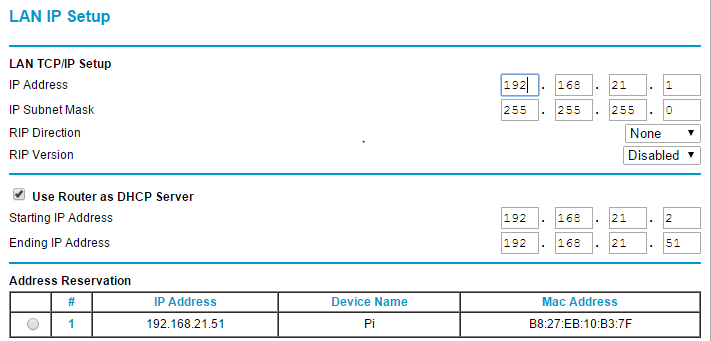 LAN IP Setup
LAN TCP/IP Setup
IP Address 192 . 168 . 21 . 1
IP Subnet Mask 255 . 255 . 255 . 0
RIP Direction None
RIP Version Disabled
Use Router as DHCP Server
Starting IP Address 192 . 168 . 21 . 2
Ending IP Address 192 . 168 . 21 . 51
Address Reservation
# IP Address Device Name Mac Address
1 192.168.21.51 Pi B8:27:EB:10:B3:7F